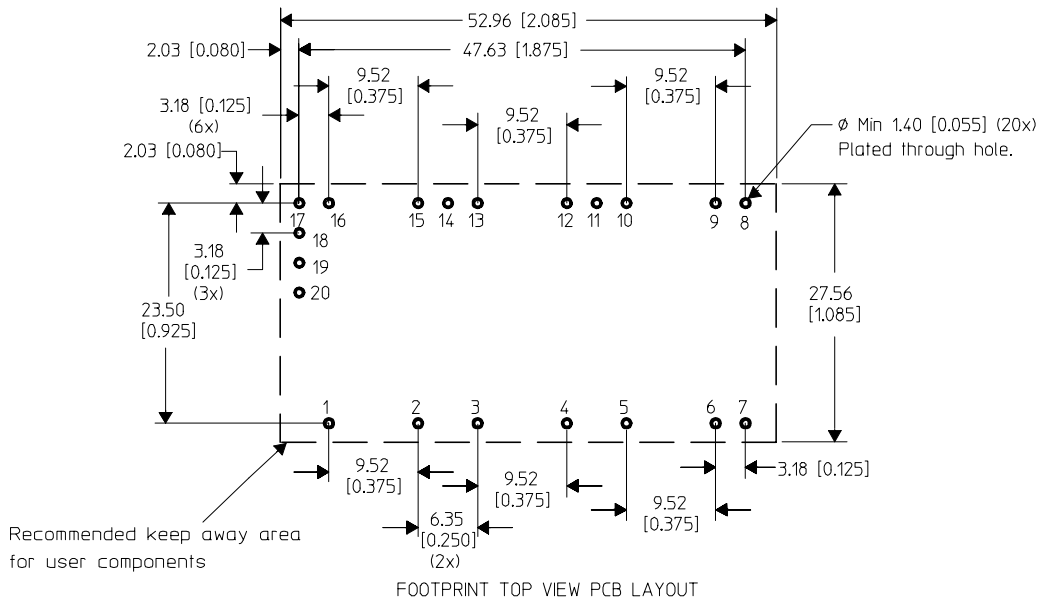 52.96 [2.085]
2.03 [0.080]
47.63 [1.875]
9.52
[0.375]
9.52
[0.375]
3.18 [0.125]
(6x)
9.52
[0.375]
ø Min 1.40 [0.055] (20x)
Plated through hole.
2.03 [0.080]
17 16 15 14 13 12 11 10 9 8
18
3.18
[0.125]
(3x)
19
20
23.50
[0.925]
27.56
[1.085]
1 2 3 4 5 6 7
9.52
[0.375]
9.52
[0.375]
3.18 [0.125]
9.52
[0.375]
6.35
[0.250]
(2x)
Recommended keep away area
for user components
FOOTPRINT TOP VIEW PCB LAYOUT